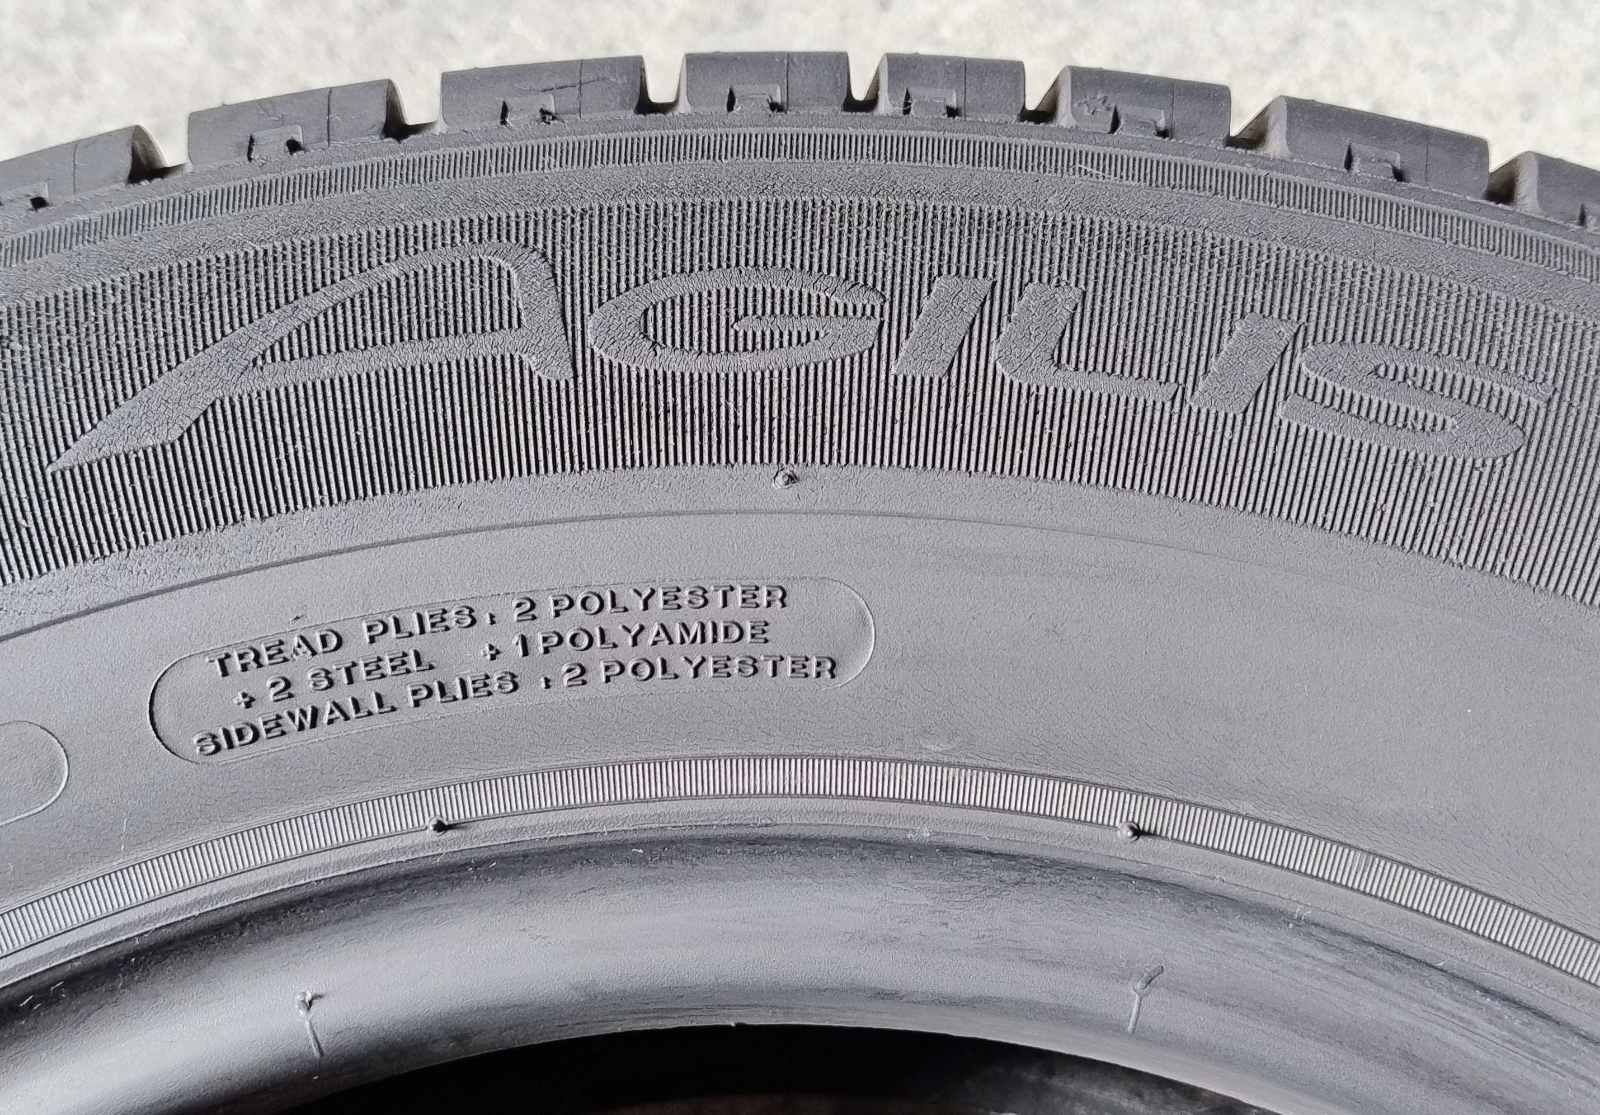 AGILIS
TREAD PLIES : 2 POLYESTER
+ 2 STEEL + 1 POLYAMIDE
SIDEWALL PLIES : 2 POLYESTER